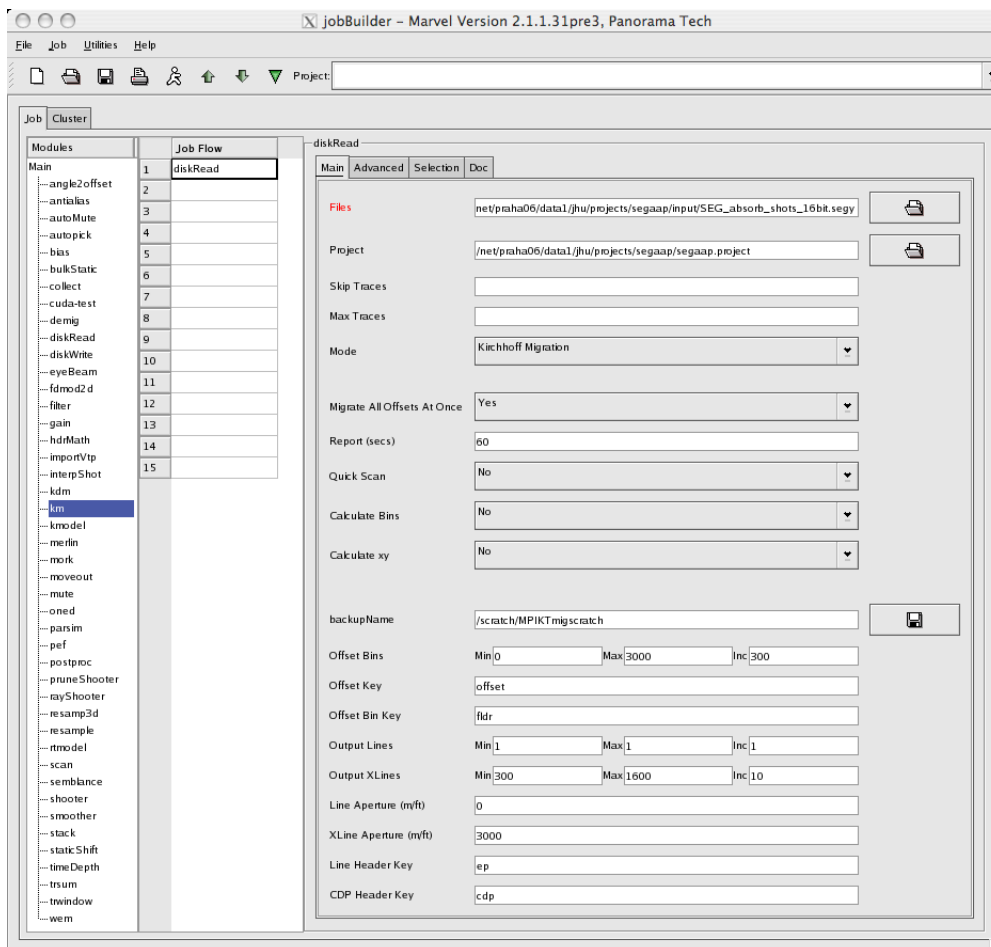 jobBuilder – Marvel Version 2.1.1.31pre3, Panorama Tech
File Job Utilities Help
Project:
Job Cluster
Modules
Main
angle2offset
antialias
autoMute
autopick
bias
bulkStatic
collect
cuda-test
demig
diskRead
diskWrite
eyeBeam
fdmod2d
filter
gain
hdrMath
importVtp
interpShot
kdm
km
kmodel
merlin
mork
moveout
mute
oned
parsim
pef
postproc
pruneShooter
rayShooter
resamp3d
resample
rtmodel
scan
semblance
shooter
smoother
stack
staticShift
timeDepth
trsum
trwindow
wem
Job Flow
1 diskRead
2
3
4
5
6
7
8
9
10
11
12
13
14
15
diskRead
Main Advanced Selection Doc
Files net/praha06/data1/jhu/projects/segaap/input/SEG_absorb_shots_16bit.segy
Project /net/praha06/data1/jhu/projects/segaap/segaap.project
Skip Traces
Max Traces
Mode Kirchhoff Migration
Migrate All Offsets At Once Yes
Report (secs) 60
Quick Scan No
Calculate Bins No
Calculate xy No
backupName /scratch/MPIKTmigscratch
Offset Bins Min 0 Max 3000 Inc 300
Offset Key offset
Offset Bin Key fldr
Output Lines Min 1 Max 1 Inc 1
Output XLines Min 300 Max 1600 Inc 10
Line Aperture (m/ft) 0
XLine Aperture (m/ft) 3000
Line Header Key ep
CDP Header Key cdp